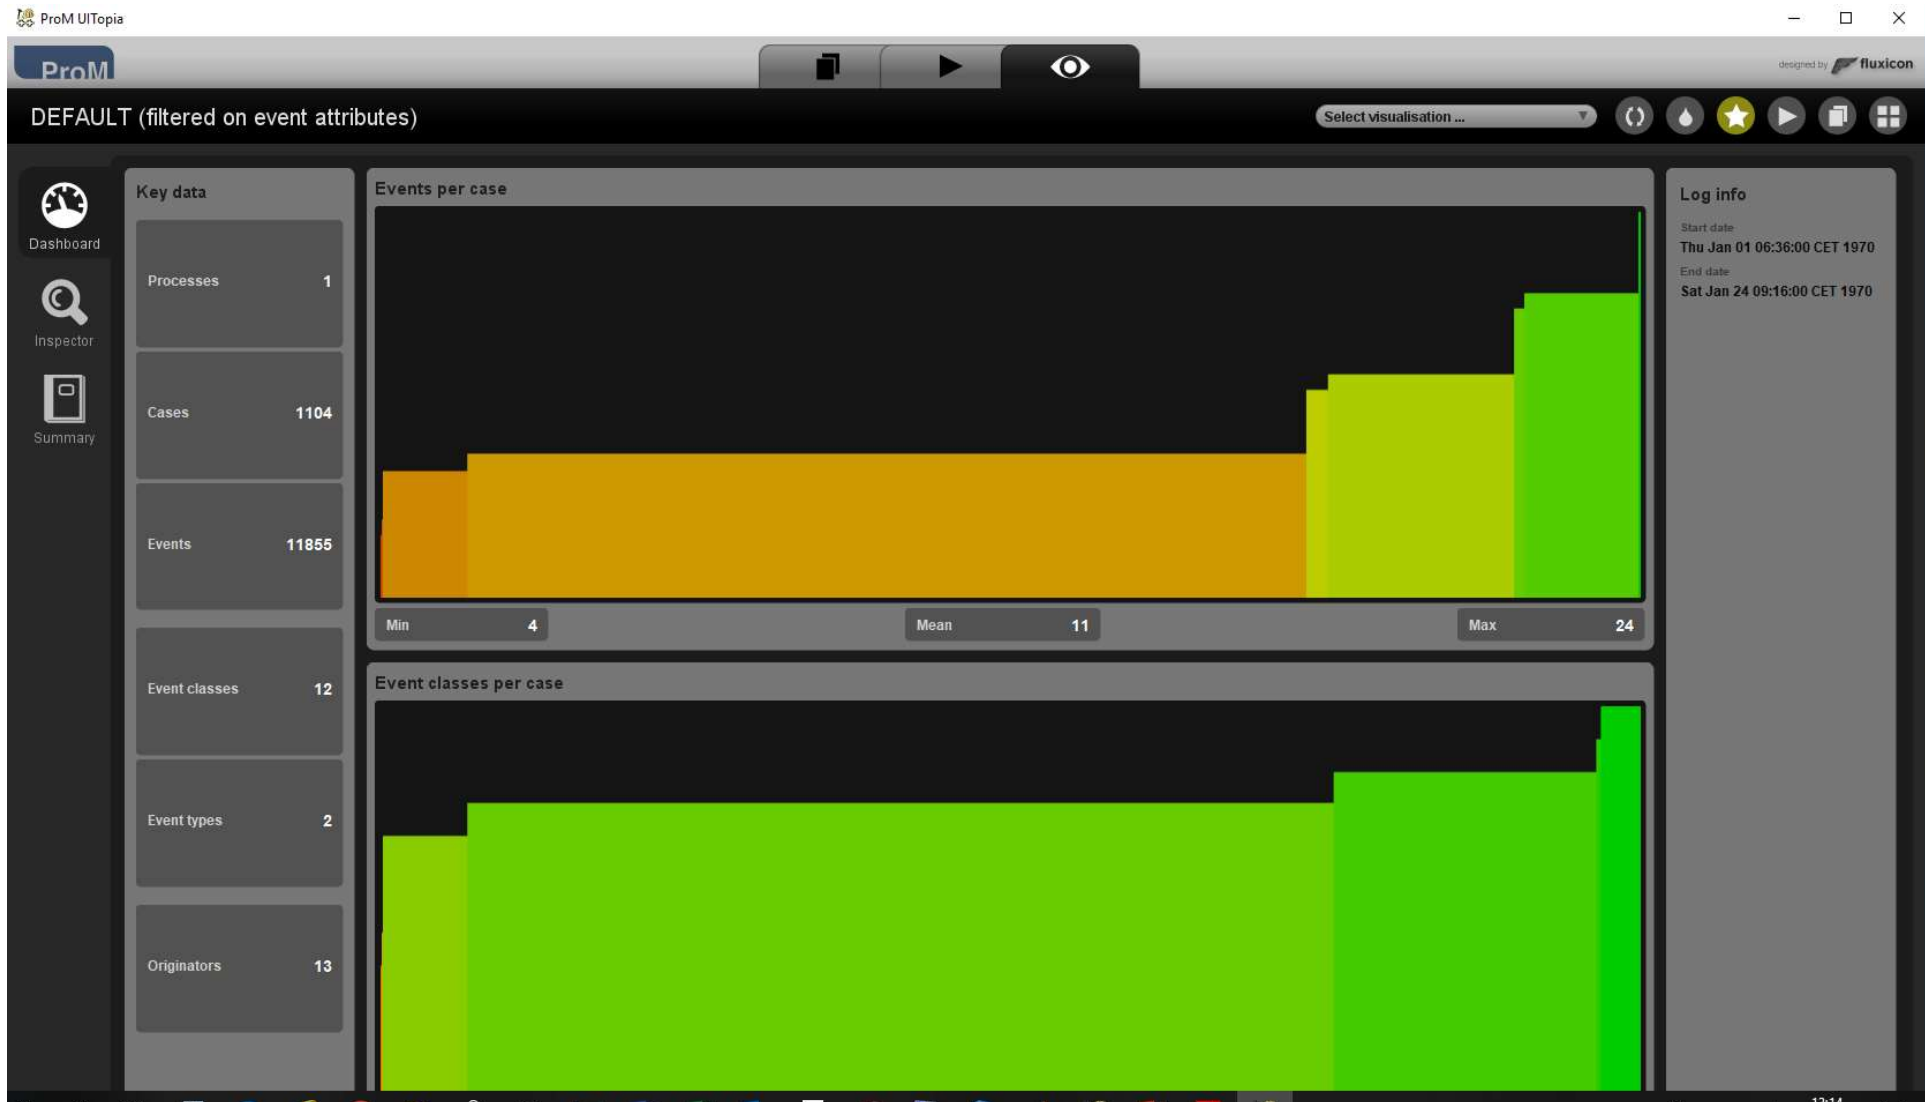 ProM UITopia
ProM
designed by fluxicon
DEFAULT (filtered on event attributes)
Select visualisation ...
Dashboard
Inspector
Summary
Key data
Processes 1
Cases 1104
Events 11855
Event classes 12
Event types 2
Originators 13
Events per case
Min 4
Mean 11
Max 24
Event classes per case
Log info
Start date
Thu Jan 01 06:36:00 CET 1970
End date
Sat Jan 24 09:16:00 CET 1970